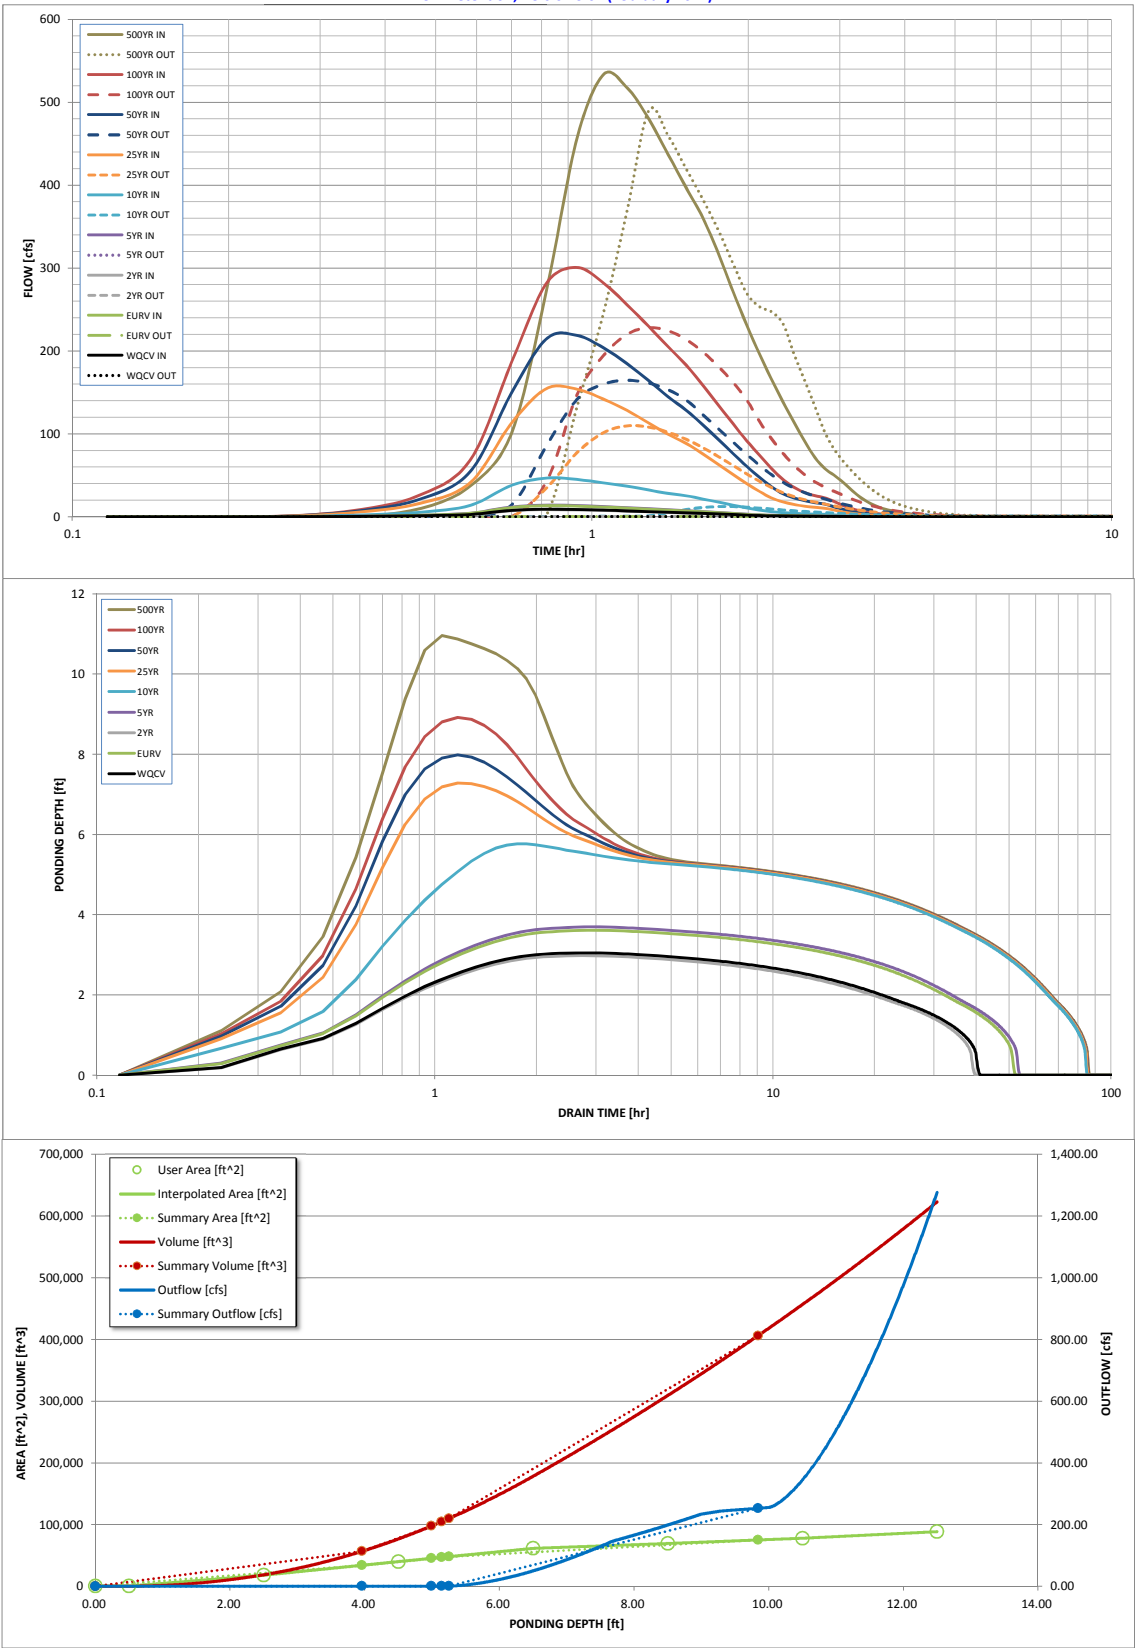 600
500
400
300
200
100
0
FLOW [cfs]
500YR IN
500YR OUT
100YR IN
100YR OUT
50YR IN
50YR OUT
25YR IN
25YR OUT
10YR IN
10YR OUT
5YR IN
5YR OUT
2YR IN
2YR OUT
EURV IN
EURV OUT
WQCV IN
WQCV OUT
0.1
1
10
TIME [hr]
12
10
8
6
4
2
0
PONDING DEPTH [ft]
500YR
100YR
50YR
25YR
10YR
5YR
2YR
EURV
WQCV
0.1
1
10
100
DRAIN TIME [hr]
700,000
600,000
500,000
400,000
300,000
200,000
100,000
0
AREA [ft^2], VOLUME [ft^3]
User Area [ft^2]
Interpolated Area [ft^2]
Summary Area [ft^2]
Volume [ft^3]
Summary Volume [ft^3]
Outflow [cfs]
Summary Outflow [cfs]
1,400.00
1,200.00
1,000.00
800.00
600.00
400.00
200.00
0.00
OUTFLOW [cfs]
0.00
2.00
4.00
6.00
8.00
10.00
12.00
14.00
PONDING DEPTH [ft]